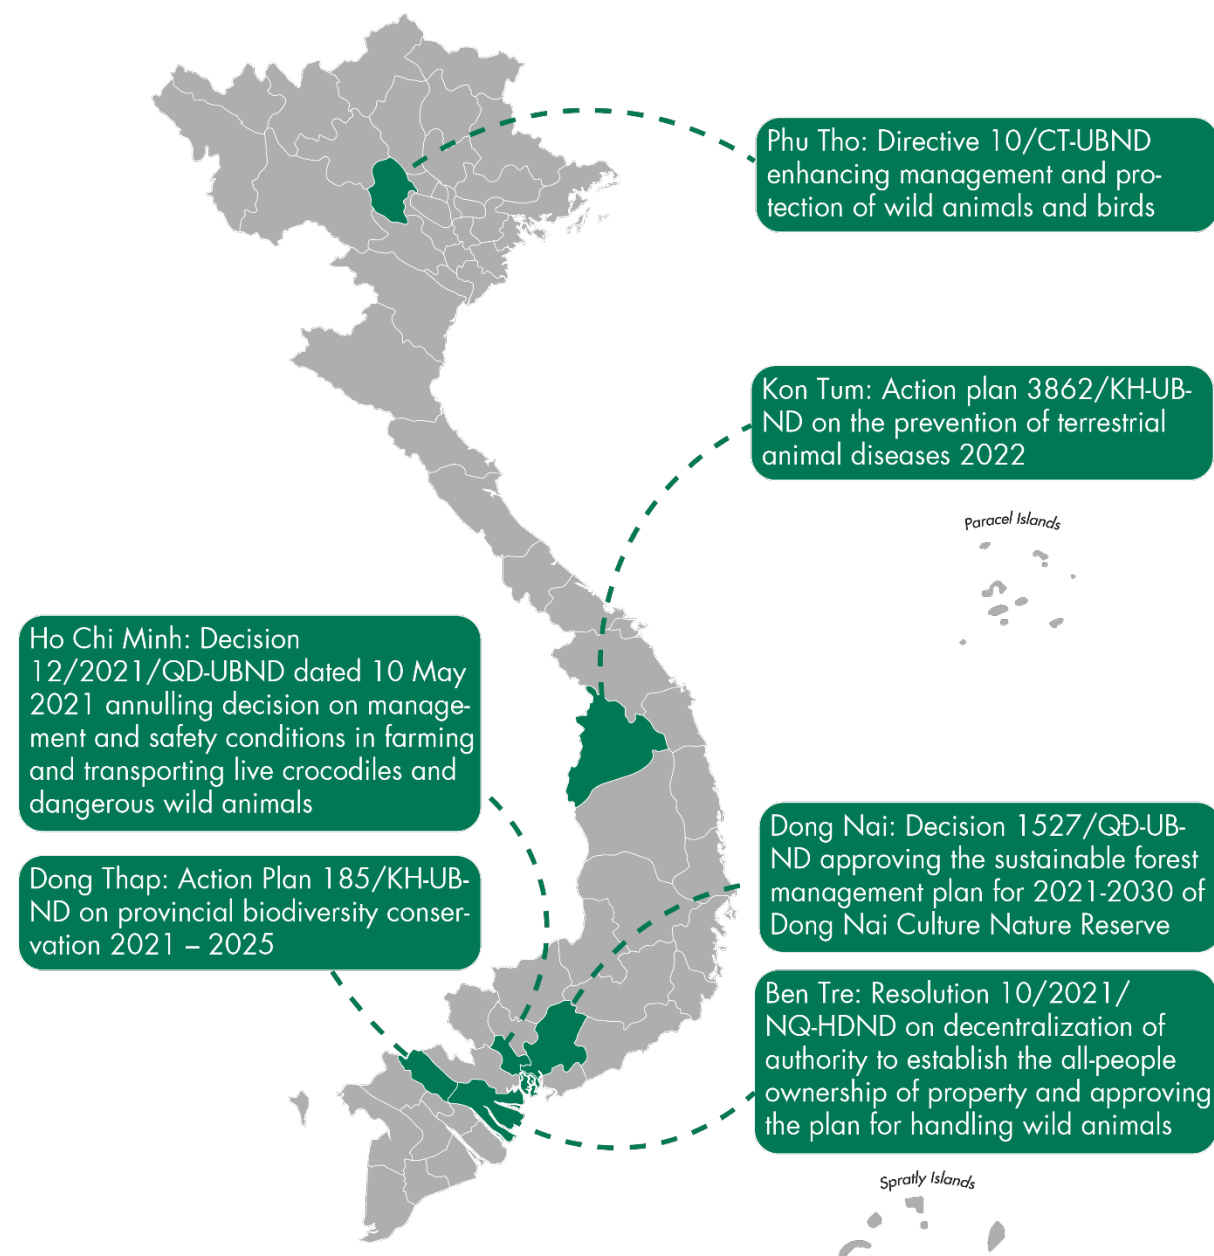 Phu Tho: Directive 10/CT-UBND
enhancing management and pro-
tection of wild animals and birds
Kon Tum: Action plan 3862/KH-UB-
ND on the prevention of terrestrial
animal diseases 2022
Paracel Islands
Ho Chi Minh: Decision
12/2021/QD-UBND dated 10 May
2021 annulling decision on manage-
ment and safety conditions in farming
and transporting live crocodiles and
dangerous wild animals
Dong Thap: Action Plan 185/KH-UB-
ND on provincial biodiversity conser-
vation 2021 – 2025
Dong Nai: Decision 1527/QĐ-UB-
ND approving the sustainable forest
management plan for 2021-2030 of
Dong Nai Culture Nature Reserve
Ben Tre: Resolution 10/2021/
NQ-HDND on decentralization of
authority to establish the all-people
ownership of property and approving
the plan for handling wild animals
Spratly Islands